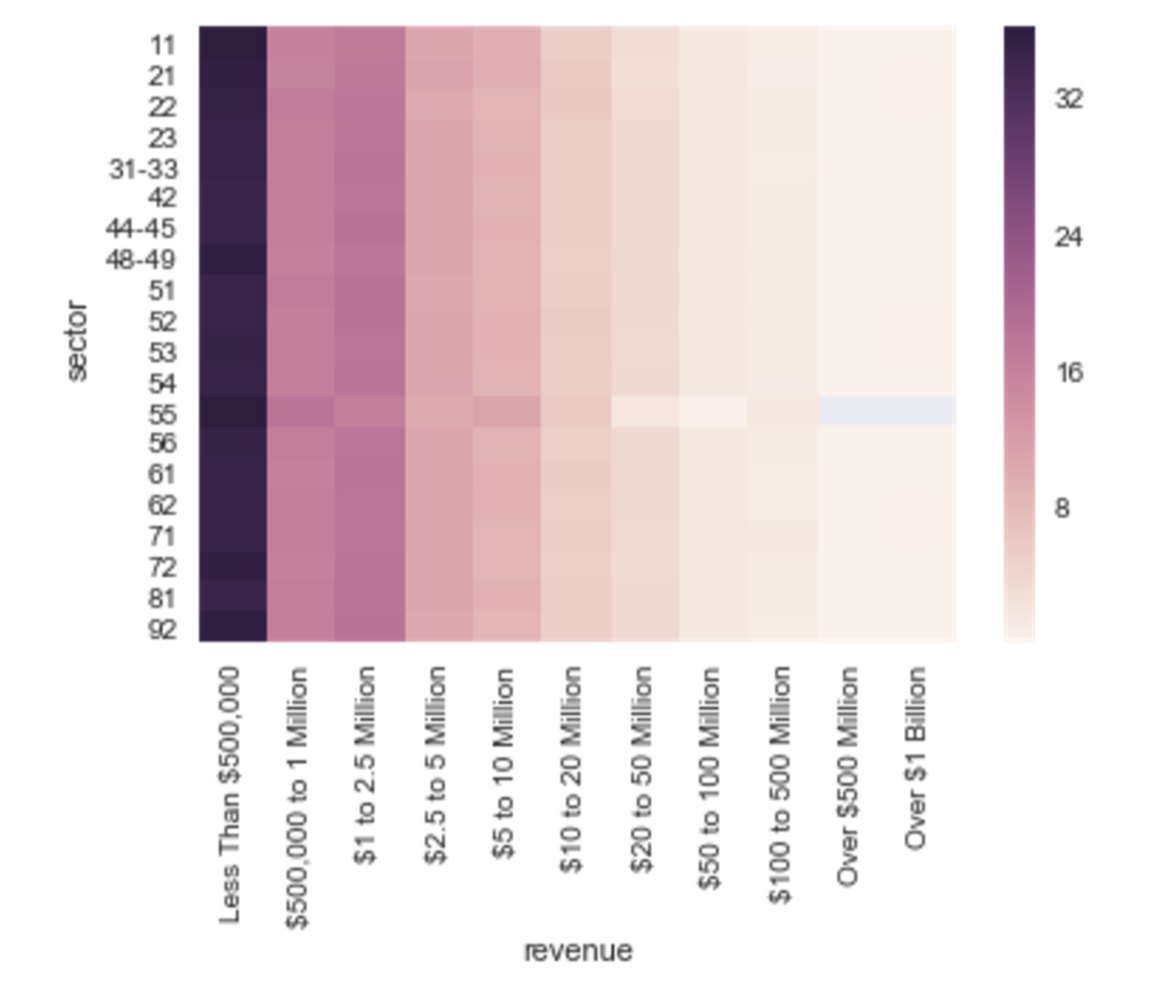 11
21
22
23
31-33
42
44-45
48-49
51
52
53
54
55
56
61
62
71
72
81
92
sector
Less Than $500,000
$500,000 to 1 Million
$1 to 2.5 Million
$2.5 to 5 Million
$5 to 10 Million
$10 to 20 Million
$20 to 50 Million
$50 to 100 Million
$100 to 500 Million
Over $500 Million
Over $1 Billion
revenue
32
24
16
8